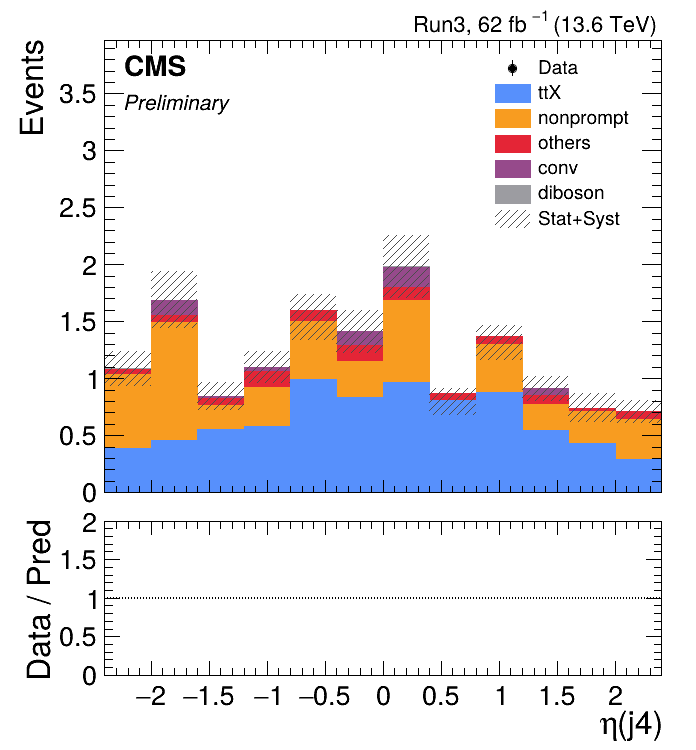 Run3, 62 fb⁻¹ (13.6 TeV)
CMS
Preliminary
Events
Data
ttX
nonprompt
others
conv
diboson
Stat+Syst
3.5
3
2.5
2
1.5
1
0.5
0
Data / Pred
2
1.5
1
0.5
0
−2 −1.5 −1 −0.5 0 0.5 1 1.5 2
η(j4)